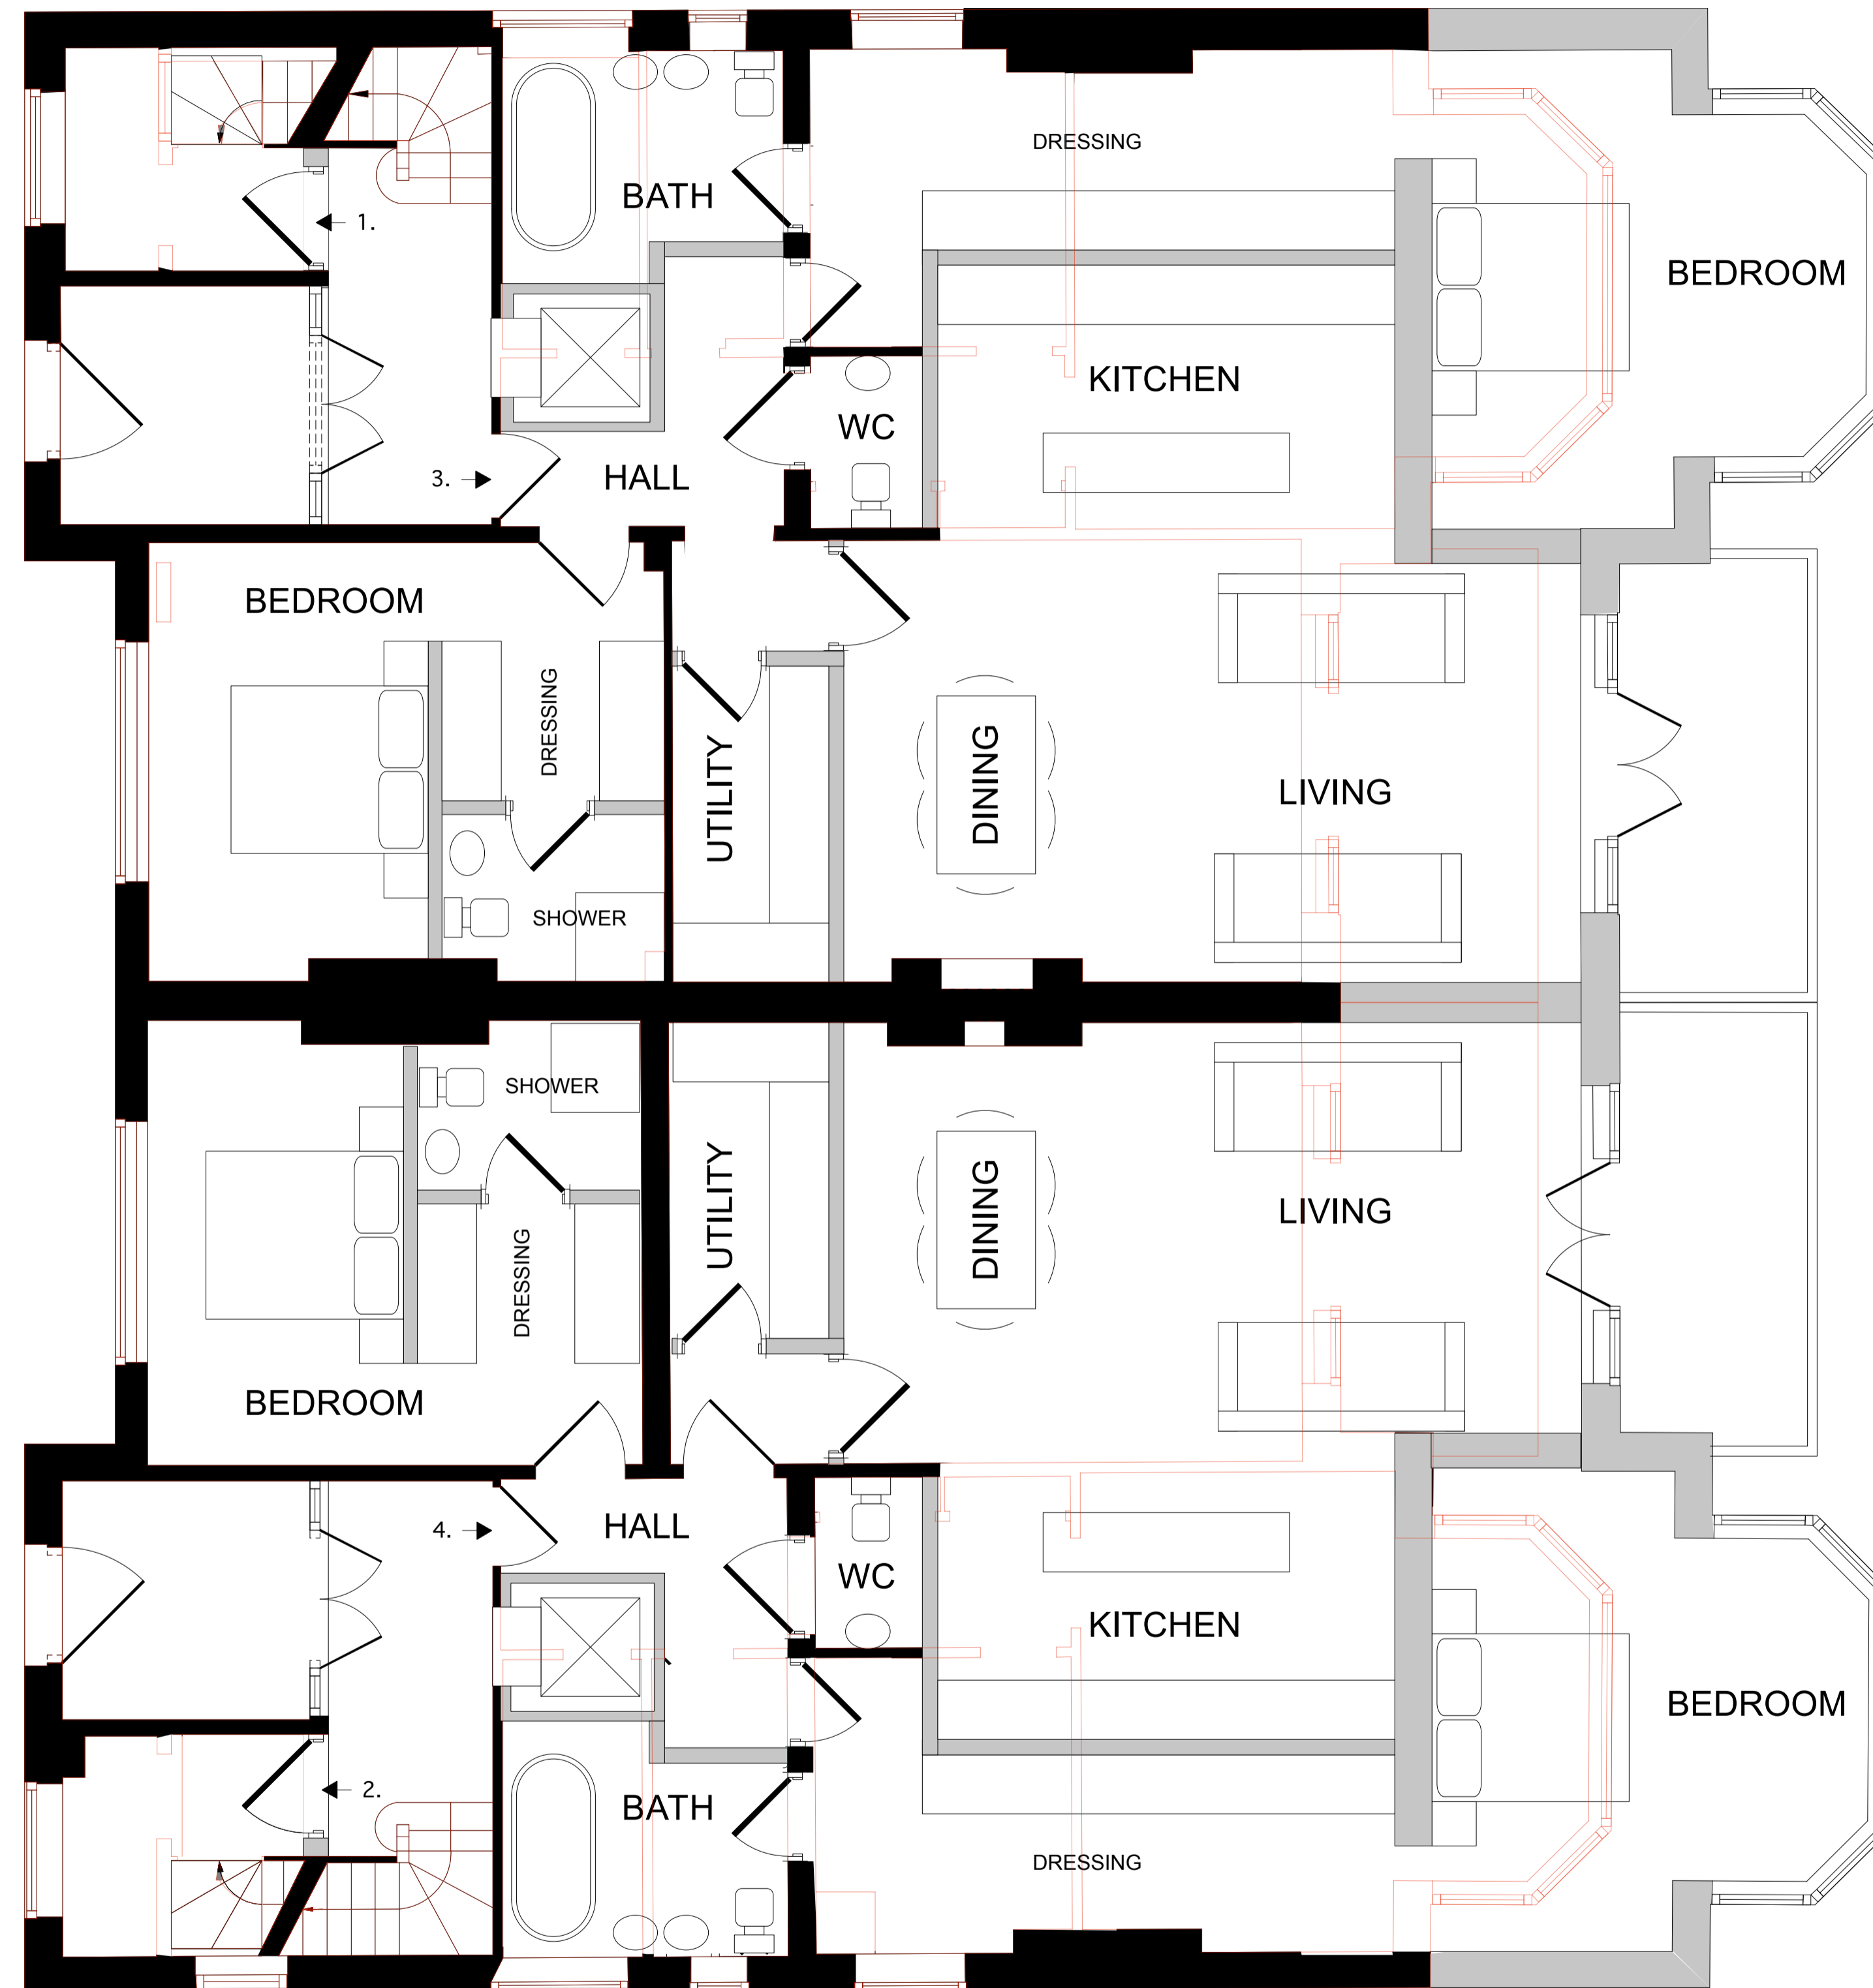 DRESSING
BATH
1.
BEDROOM
KITCHEN
WC
3.
HALL
BEDROOM
DRESSING
UTILITY
DINING
LIVING
SHOWER
SHOWER
UTILITY
DINING
LIVING
DRESSING
BEDROOM
4.
HALL
WC
KITCHEN
BEDROOM
2.
BATH
DRESSING